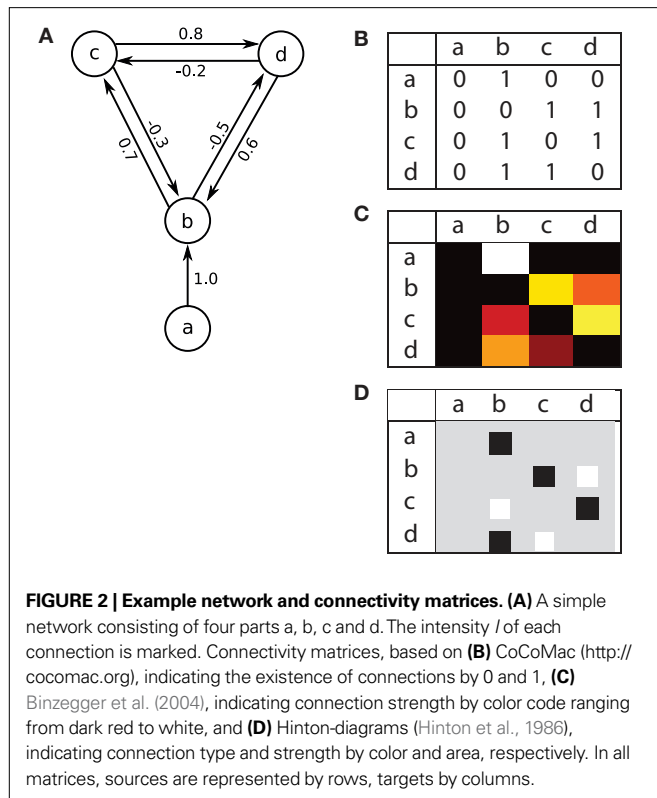 A
c
0.8
d
-0.2
-0.3
0.7
-0.5
0.6
b
1.0
a
B
a b c d
a 0 1 0 0
b 0 0 1 1
c 0 1 0 1
d 0 1 1 0
C
a b c d
a
b
c
d
D
a b c d
a
b
c
d
FIGURE 2 | Example network and connectivity matrices. (A) A simple
network consisting of four parts a, b, c and d. The intensity I of each
connection is marked. Connectivity matrices, based on (B) CoCoMac (http://
cocomac.org), indicating the existence of connections by 0 and 1, (C)
Binzegger et al. (2004), indicating connection strength by color code ranging
from dark red to white, and (D) Hinton-diagrams (Hinton et al., 1986),
indicating connection type and strength by color and area, respectively. In all
matrices, sources are represented by rows, targets by columns.